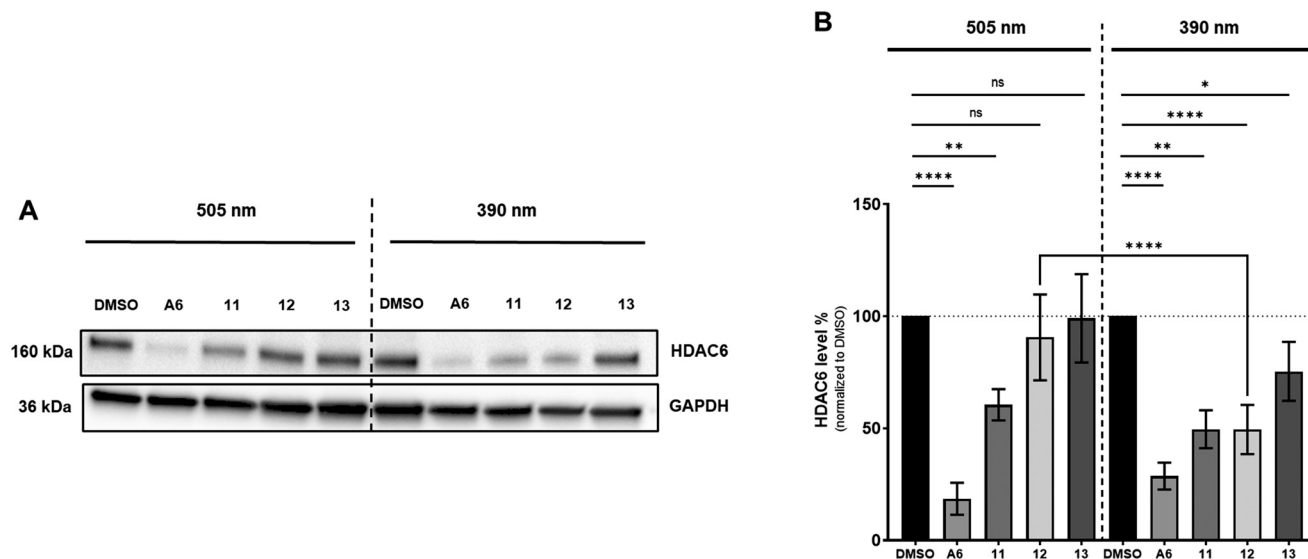 A
505 nm
390 nm
DMSO A6 11 12 13 DMSO A6 11 12 13
160 kDa HDAC6
36 kDa GAPDH
B
505 nm
390 nm
ns
*
ns
****
**
**
****
****
****
HDAC6 level %
(normalized to DMSO)
150
100
50
0
DMSO A6 11 12 13 DMSO A6 11 12 13